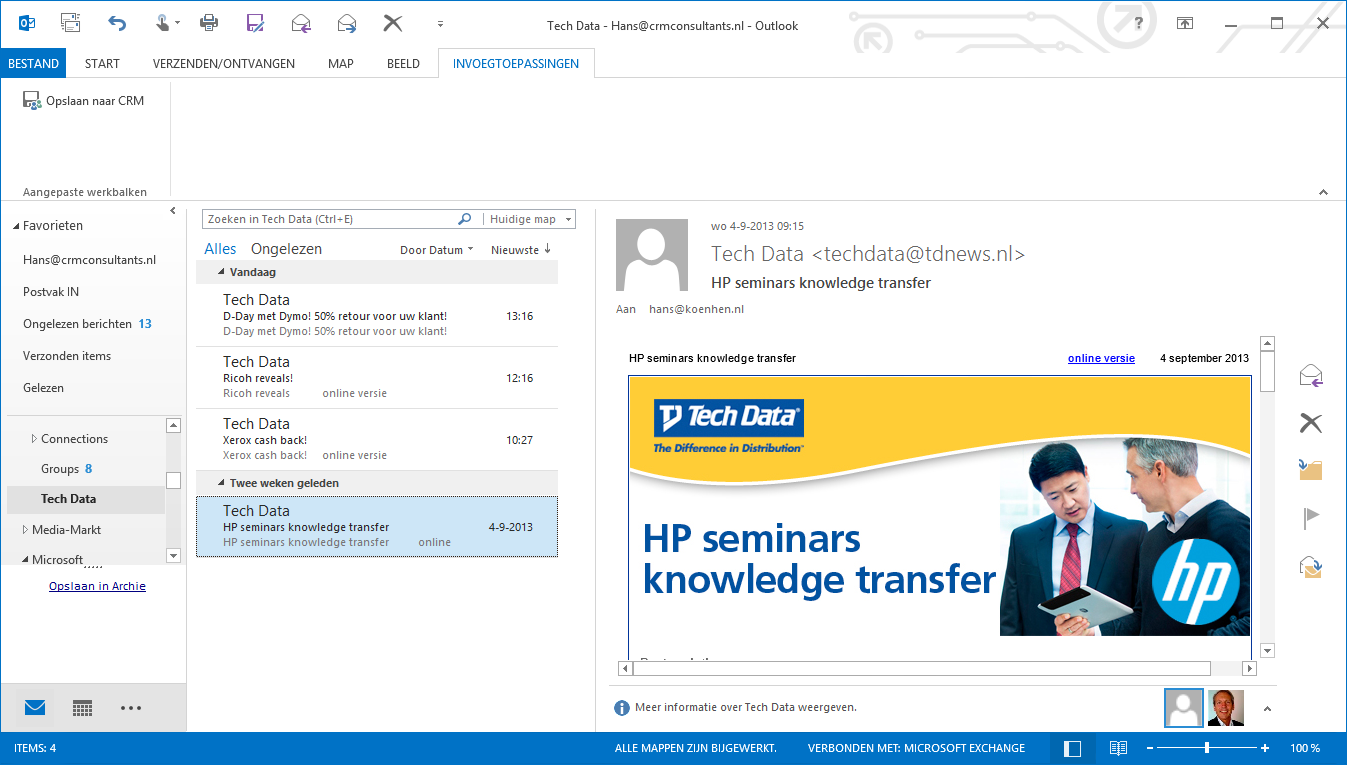 Tech Data - Hans@crmconsultants.nl - Outlook
?
BESTAND START VERZENDEN/ONTVANGEN MAP BEELD INVOEGTOEPASSINGEN
Opslaan naar CRM
Aangepaste werkbalken
Favorieten
Hans@crmconsultants.nl
Postvak IN
Ongelezen berichten 13
Verzonden items
Gelezen
Connections
Groups 8
Tech Data
Media-Markt
Microsoft
Opslaan in Archie
Zoeken in Tech Data (Ctrl+E) Huidige map
Alles Ongelezen Door Datum Nieuwste
Vandaag
Tech Data
D-Day met Dymo! 50% retour voor uw klant! 13:16
D-Day met Dymo! 50% retour voor uw klant!
Tech Data
Ricoh reveals! 12:16
Ricoh reveals online versie
Tech Data
Xerox cash back! 10:27
Xerox cash back! online versie
Twee weken geleden
Tech Data
HP seminars knowledge transfer 4-9-2013
HP seminars knowledge transfer online
wo 4-9-2013 09:15
Tech Data <techdata@tdnews.nl>
HP seminars knowledge transfer
Aan hans@koenhen.nl
HP seminars knowledge transfer online versie 4 september 2013
Tech Data
The Difference in Distribution
HP seminars
knowledge transfer
hp
Meer informatie over Tech Data weergeven.
ITEMS: 4 ALLE MAPPEN ZIJN BIJGEWERKT. VERBONDEN MET: MICROSOFT EXCHANGE 100 %